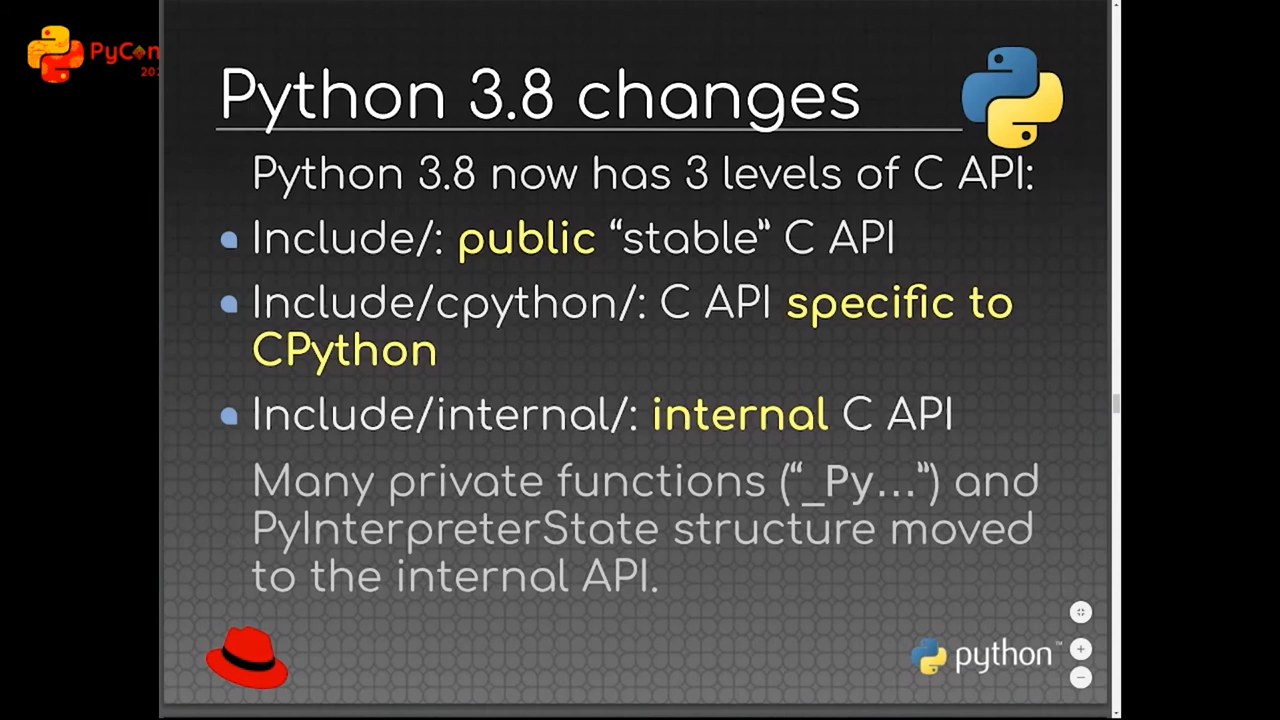 PyCon
202
Python 3.8 changes
Python 3.8 now has 3 levels of C API:
Include/: public “stable” C API
Include/cpython/: C API specific to
CPython
Include/internal/: internal C API
Many private functions (“_Py...”) and
PyInterpreterState structure moved
to the internal API.
python™